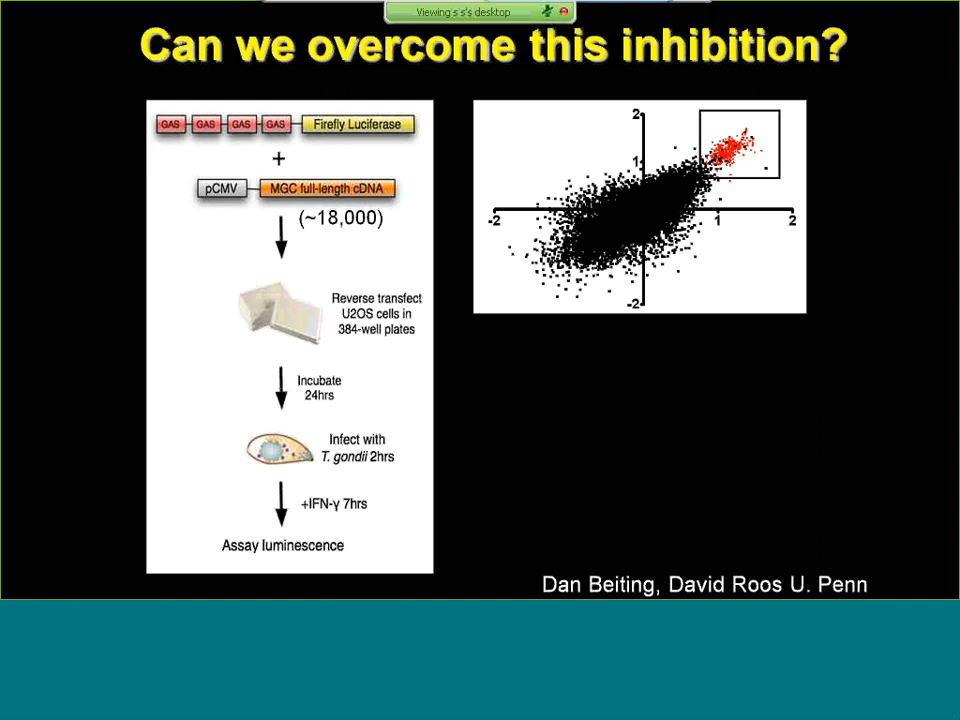 Viewing s's desktop
Can we overcome this inhibition?
GAS GAS GAS GAS Firefly Luciferase
+
pCMV MGC full-length cDNA
(~18,000)
Reverse transfect
U2OS cells in
384-well plates
Incubate
24hrs
Infect with
T. gondii 2hrs
+IFN-γ 7hrs
Assay luminescence
2
1
-2 1 2
-2
Dan Beiting, David Roos U. Penn